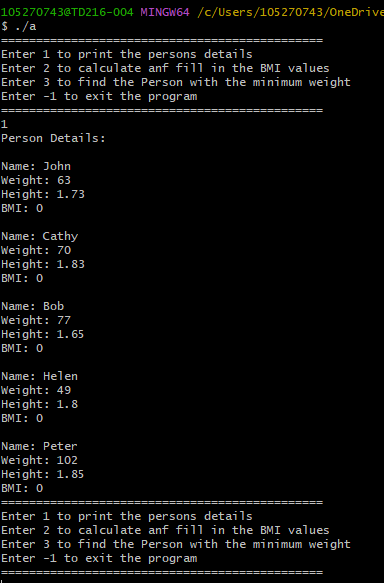 105270743@TD216-004 MINGW64 /c/Users/105270743/OneDrive
$ ./a
==============================================
Enter 1 to print the persons details
Enter 2 to calculate anf fill in the BMI values
Enter 3 to find the Person with the minimum weight
Enter -1 to exit the program
==============================================
1
Person Details:

Name: John
Weight: 63
Height: 1.73
BMI: 0

Name: Cathy
Weight: 70
Height: 1.83
BMI: 0

Name: Bob
Weight: 77
Height: 1.65
BMI: 0

Name: Helen
Weight: 49
Height: 1.8
BMI: 0

Name: Peter
Weight: 102
Height: 1.85
BMI: 0
==============================================
Enter 1 to print the persons details
Enter 2 to calculate anf fill in the BMI values
Enter 3 to find the Person with the minimum weight
Enter -1 to exit the program
==============================================